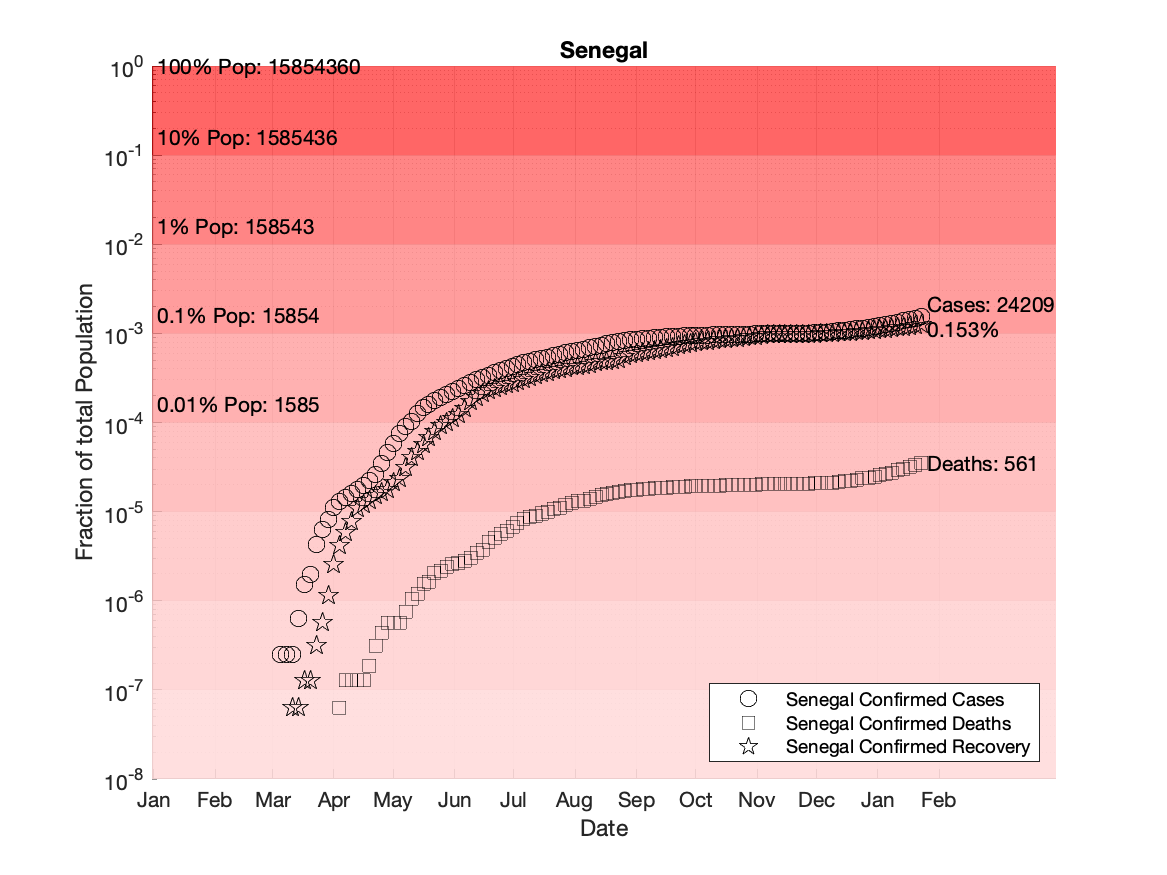 Senegal
10^0
100% Pop: 15854360
10% Pop: 1585436
10^-1
1% Pop: 158543
10^-2
0.1% Pop: 15854
10^-3
Cases: 24209
0.153%
0.01% Pop: 1585
10^-4
Deaths: 561
10^-5
10^-6
10^-7
10^-8
Fraction of total Population
Senegal Confirmed Cases
Senegal Confirmed Deaths
Senegal Confirmed Recovery
Jan Feb Mar Apr May Jun Jul Aug Sep Oct Nov Dec Jan Feb
Date